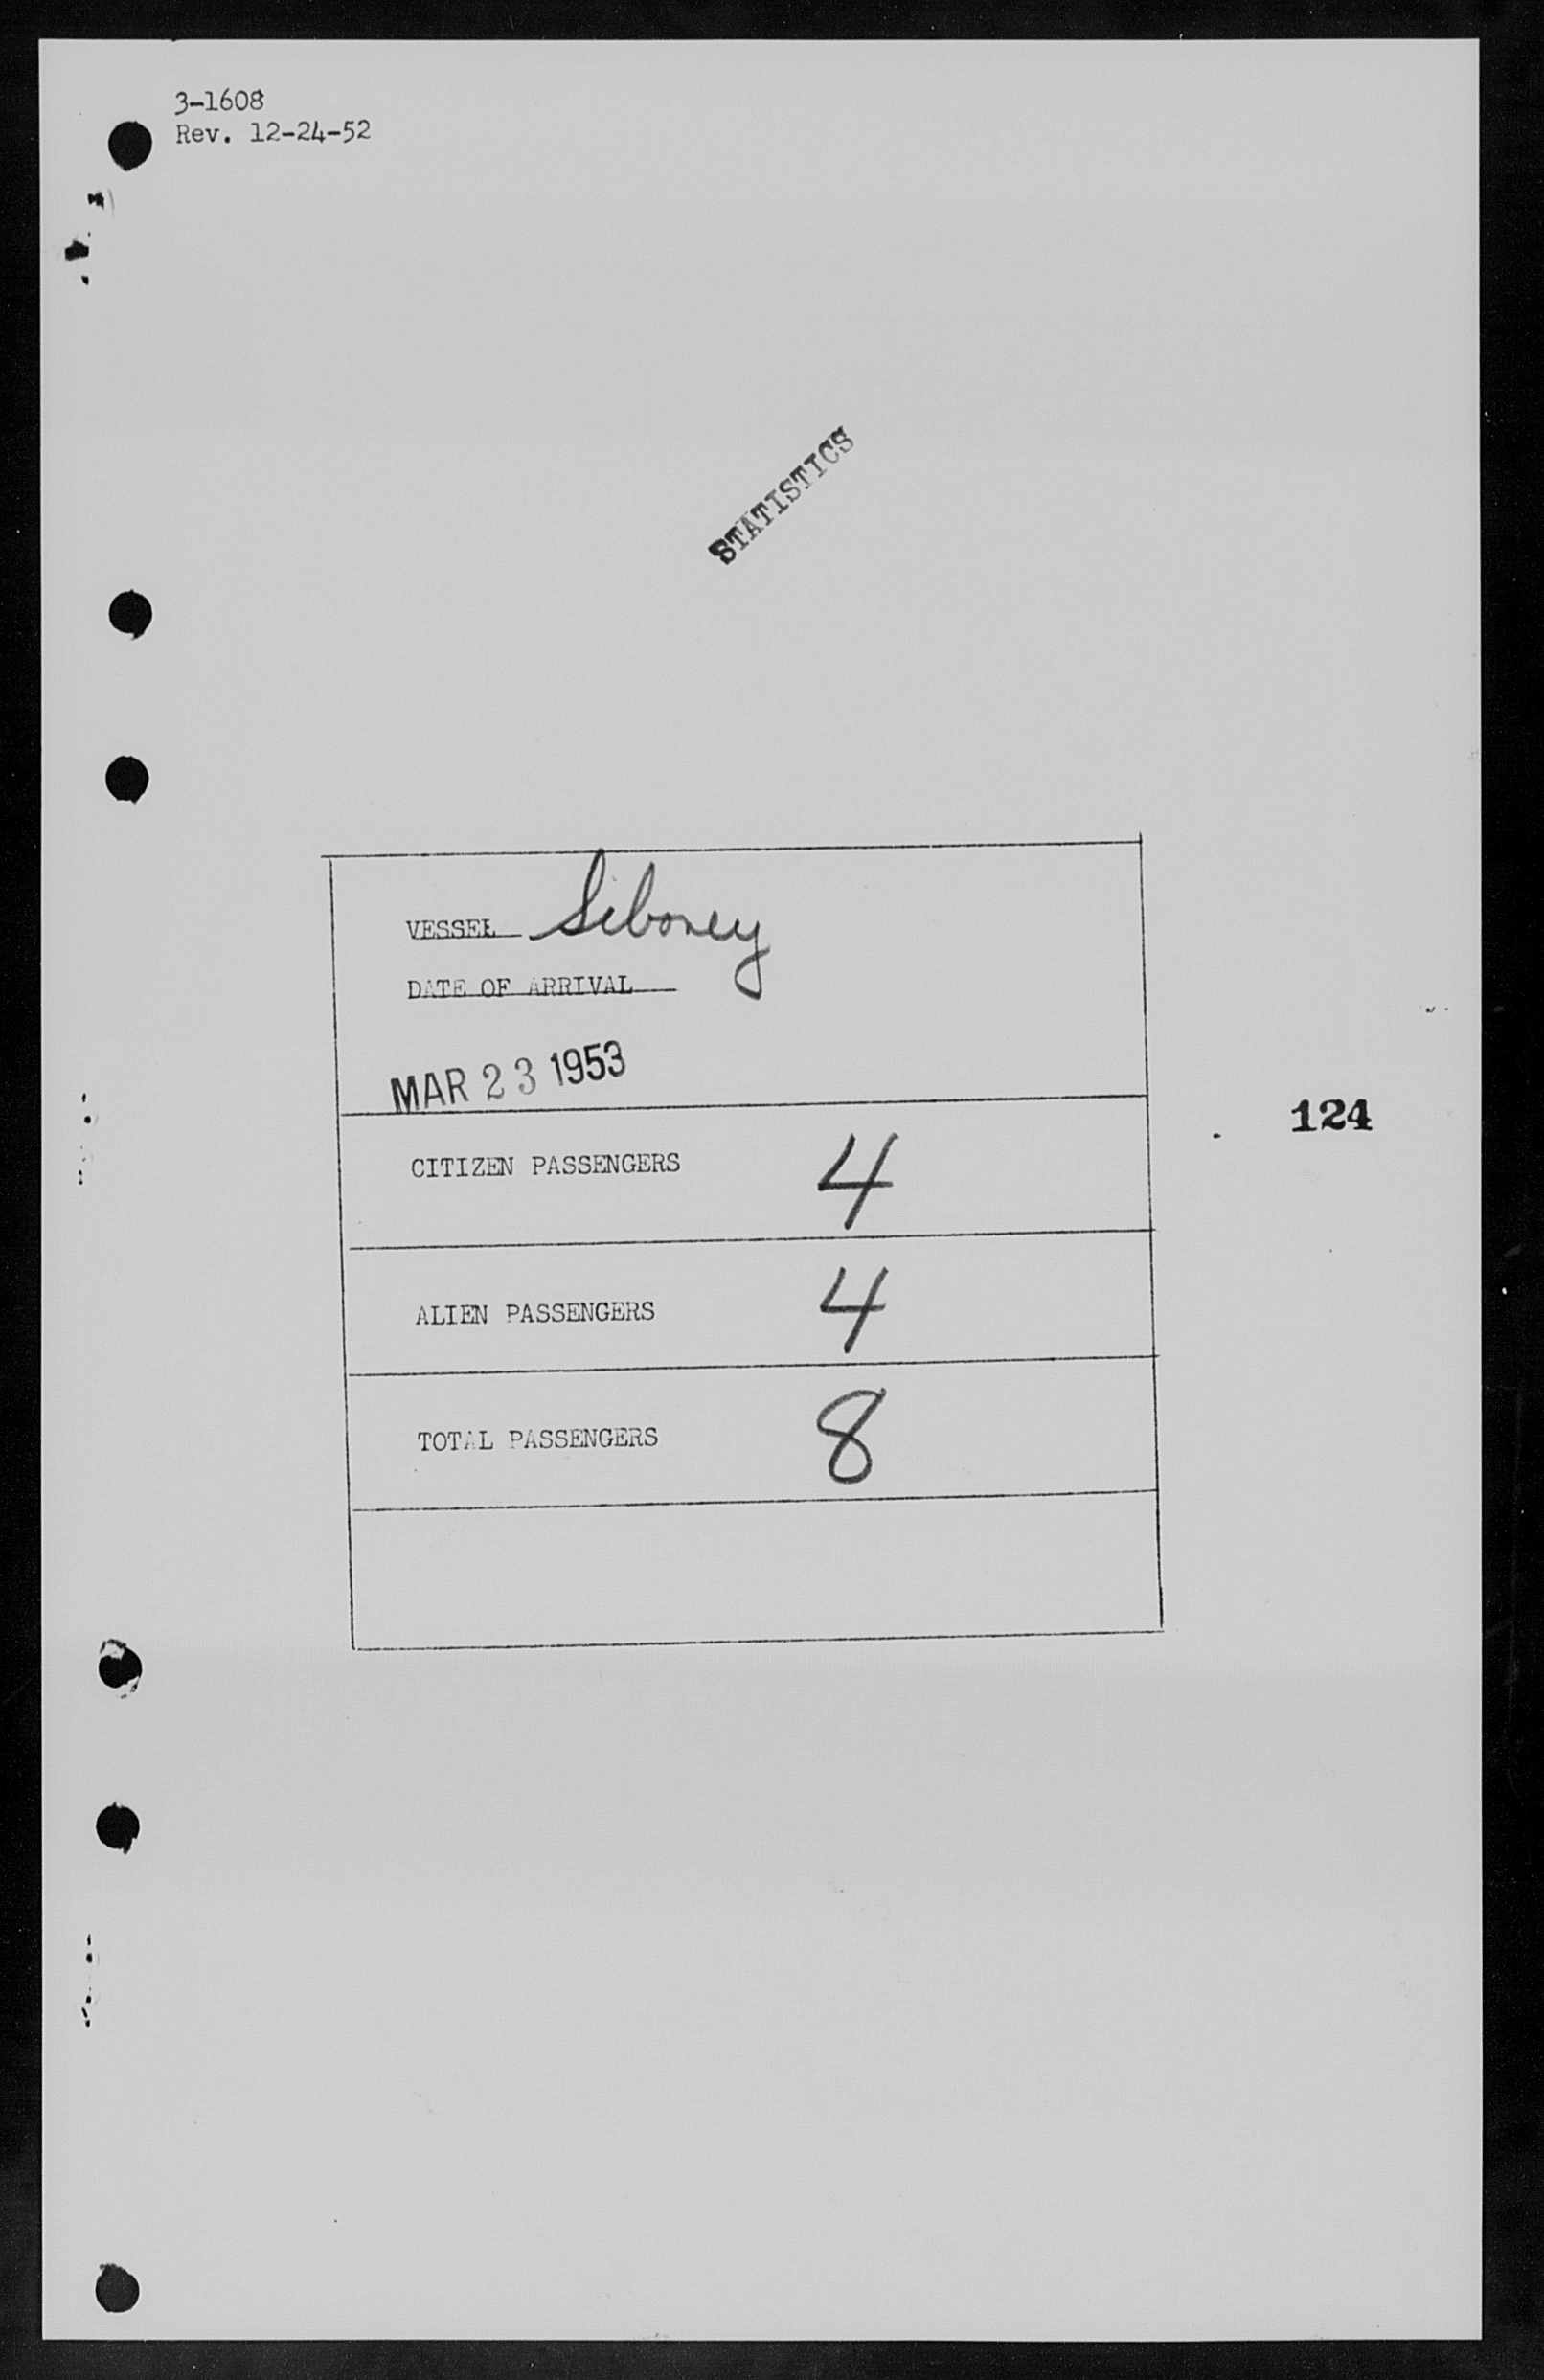 3-1608
Rev. 12-24-52
STATISTICS
VESSEL Siboney
DATE OF ARRIVAL
MAR 23 1953
124
CITIZEN PASSENGERS 4
ALIEN PASSENGERS 4
TOTAL PASSENGERS 8